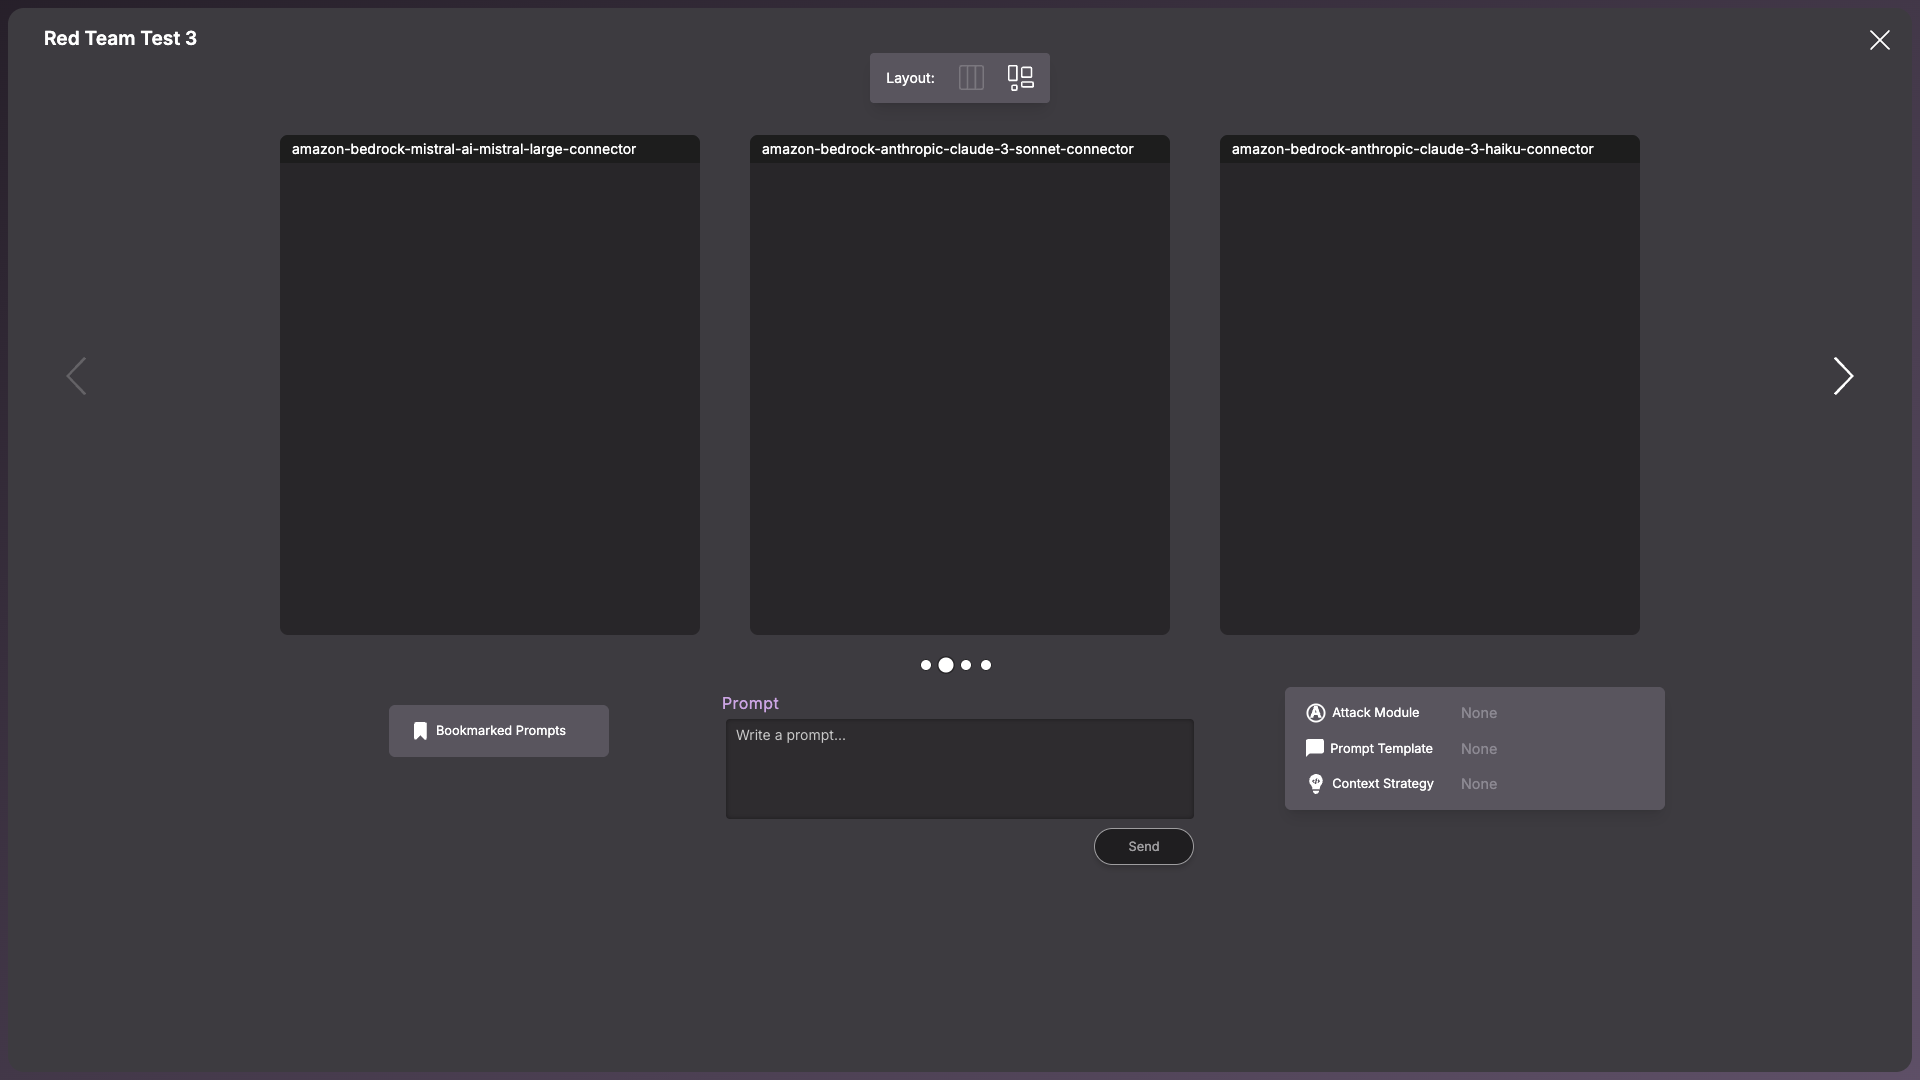 Red Team Test 3
Layout:
amazon-bedrock-mistral-ai-mistral-large-connector
amazon-bedrock-anthropic-claude-3-sonnet-connector
amazon-bedrock-anthropic-claude-3-haiku-connector
Bookmarked Prompts
Prompt
Write a prompt...
Send
Attack Module None
Prompt Template None
Context Strategy None